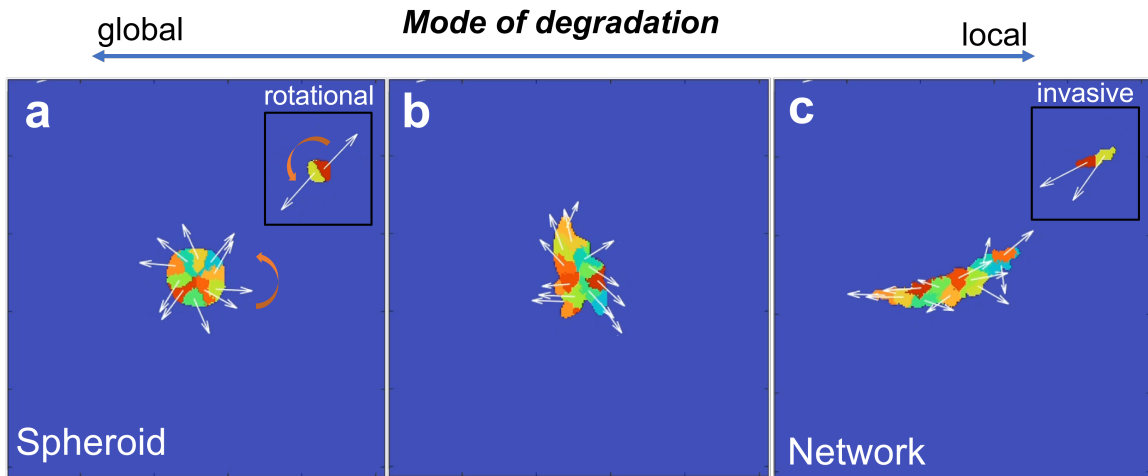 Mode of degradation
global
local
a
rotational
b
c
invasive
Spheroid
Network